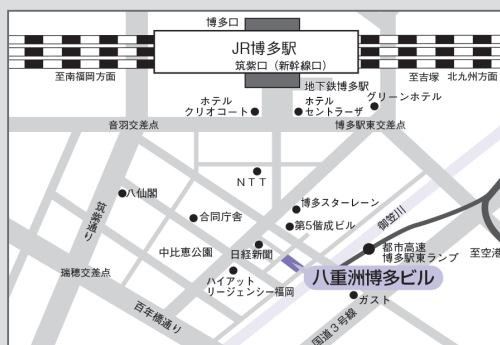 博多口
JR博多駅
筑紫口（新幹線口）
至南福岡方面
至吉塚　北九州方面
地下鉄博多駅
ホテル
クリオコート
ホテル
セントラーザ
グリーンホテル
音羽交差点
博多駅東交差点
NTT
八仙閣
筑紫通り
合同庁舎
博多スターレーン
第5偕成ビル
御笠川
中比恵公園
日経新聞
都市高速
博多駅東ランプ
至空港
瑞穂交差点
ハイアット
リージェンシー福岡
八重洲博多ビル
ガスト
百年橋通り
国道3号線